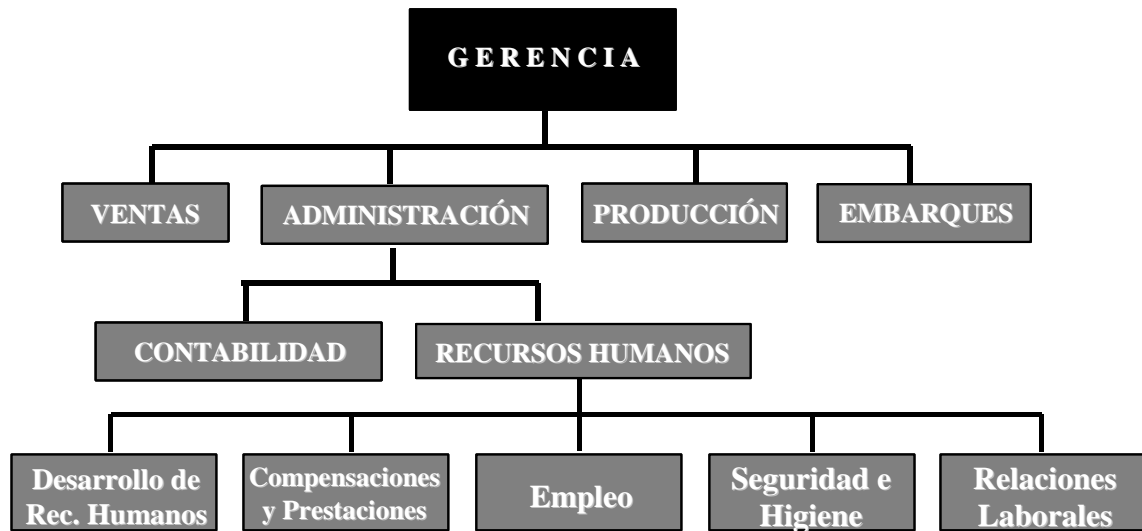 G E R E N C I A
VENTAS
ADMINISTRACIÓN
PRODUCCIÓN
EMBARQUES
CONTABILIDAD
RECURSOS HUMANOS
Desarrollo de
Rec. Humanos
Compensaciones
y Prestaciones
Empleo
Seguridad e
Higiene
Relaciones
Laborales